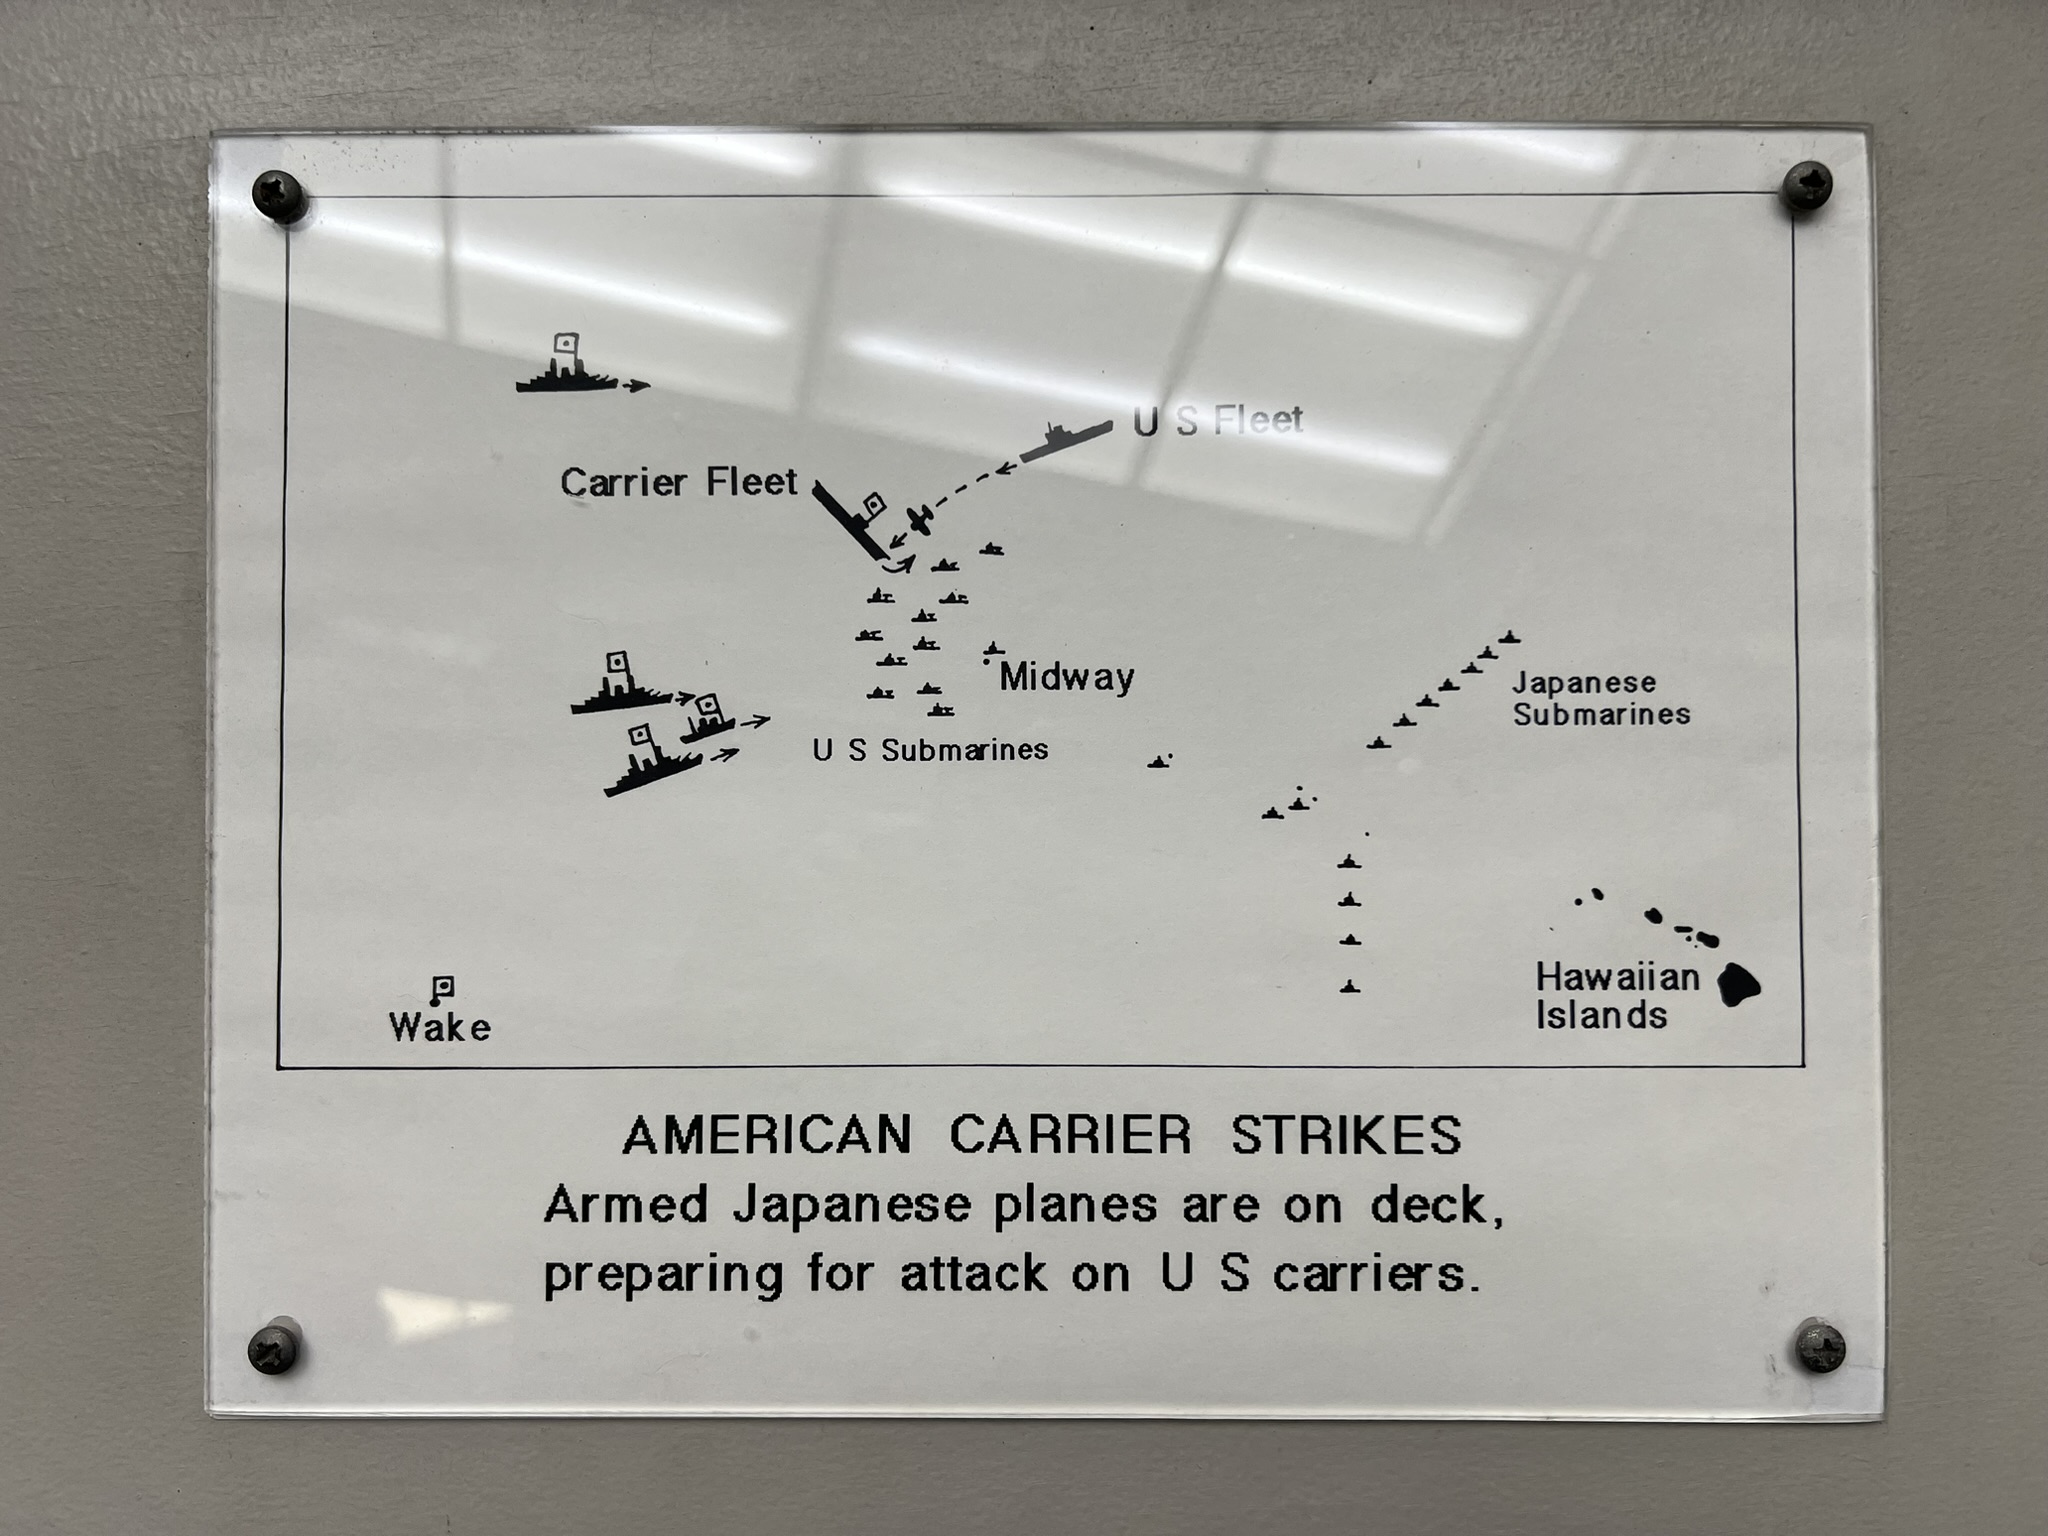 U S Fleet
Carrier Fleet
Midway
Japanese
Submarines
U S Submarines
Hawaiian
Islands
Wake
AMERICAN CARRIER STRIKES
Armed Japanese planes are on deck,
preparing for attack on U S carriers.